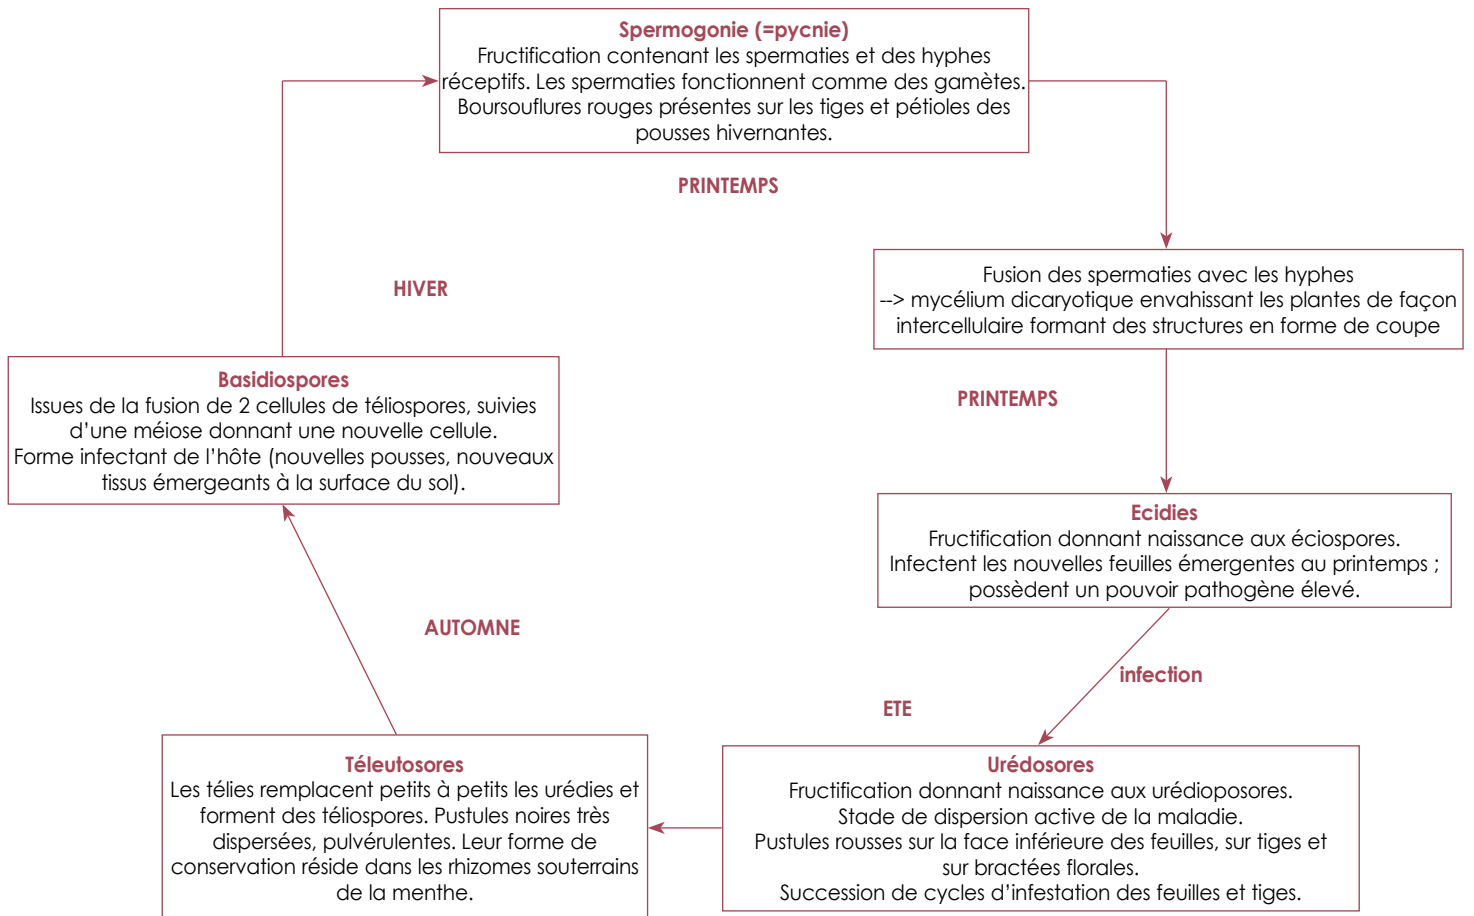 Spermogonie (=pycnie)
Fructification contenant les spermaties et des hyphes
réceptifs. Les spermaties fonctionnent comme des gamètes.
Boursouflures rouges présentes sur les tiges et pétioles des
pousses hivernantes.
PRINTEMPS
Fusion des spermaties avec les hyphes
--> mycélium dicaryotique envahissant les plantes de façon
intercellulaire formant des structures en forme de coupe
PRINTEMPS
Ecidies
Fructification donnant naissance aux éciospores.
Infectent les nouvelles feuilles émergentes au printemps ;
possèdent un pouvoir pathogène élevé.
infection
ETE
Urédosores
Fructification donnant naissance aux urédioposores.
Stade de dispersion active de la maladie.
Pustules rousses sur la face inférieure des feuilles, sur tiges et
sur bractées florales.
Succession de cycles d'infestation des feuilles et tiges.
Téleutosores
Les télies remplacent petits à petits les urédies et
forment des téliospores. Pustules noires très
dispersées, pulvérulentes. Leur forme de
conservation réside dans les rhizomes souterrains
de la menthe.
AUTOMNE
Basidiospores
Issues de la fusion de 2 cellules de téliospores, suivies
d'une méiose donnant une nouvelle cellule.
Forme infectant de l'hôte (nouvelles pousses, nouveaux
tissus émergeants à la surface du sol).
HIVER